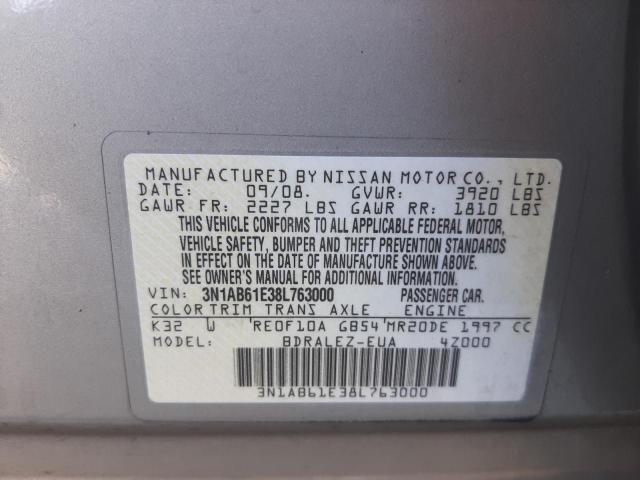 MANUFACTURED BY NISSAN MOTOR CO., LTD.
DATE: 09/08. GVWR: 3920 LBS
GAWR FR: 2227 LBS GAWR RR: 1810 LBS
THIS VEHICLE CONFORMS TO ALL APPLICABLE FEDERAL MOTOR
VEHICLE SAFETY, BUMPER AND THEFT PREVENTION STANDARDS
IN EFFECT ON THE DATE OF MANUFACTURE SHOWN ABOVE.
SEE OWNER'S MANUAL FOR ADDITIONAL INFORMATION.
VIN: 3N1AB61E38L763000 PASSENGER CAR.
COLOR TRIM TRANS AXLE ENGINE
K32 W RE0F10A GB54 MR20DE 1997 CC
MODEL: BDRALEZ-EUA 4Z000
3N1AB61E38L763000